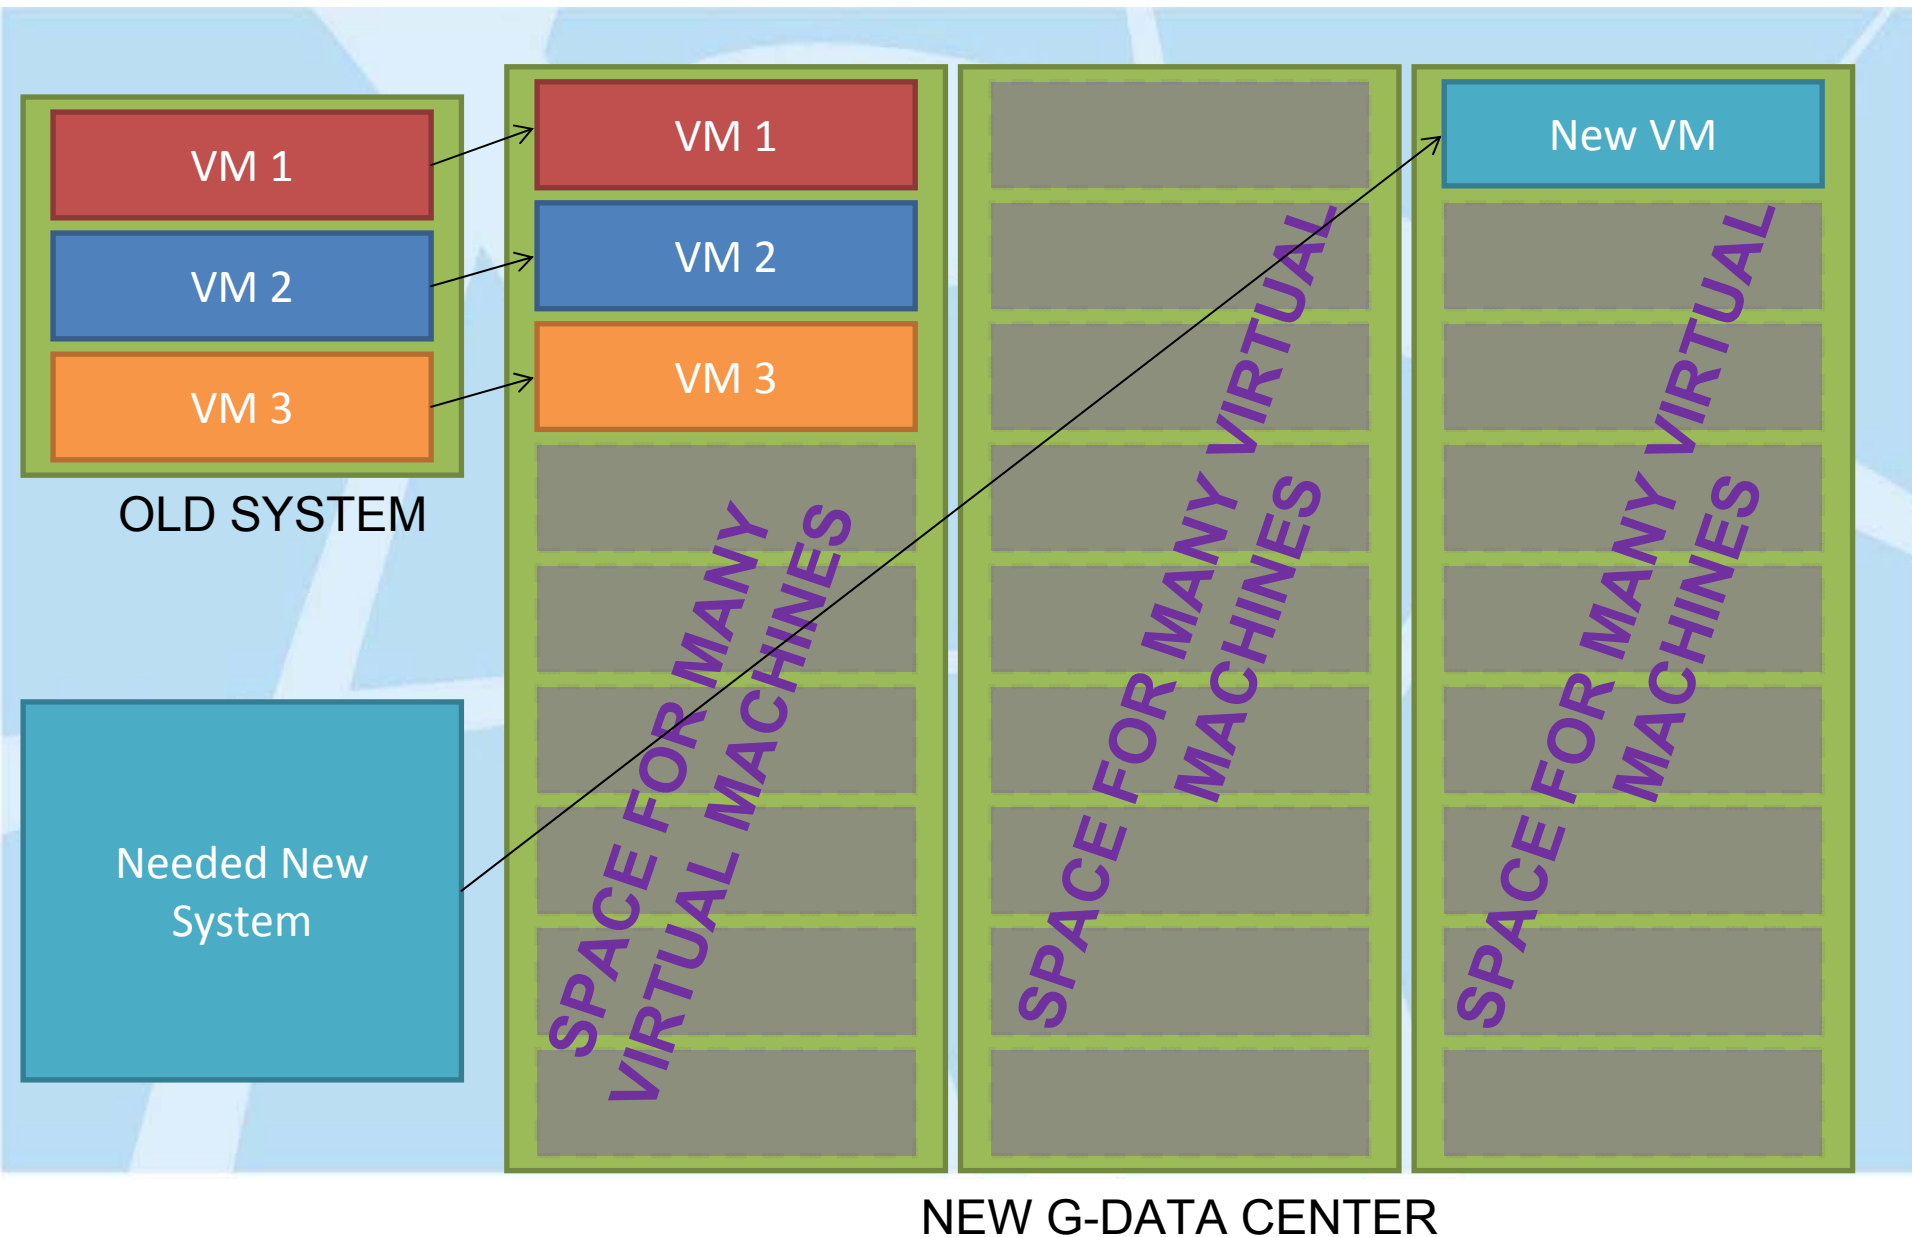 VM 1
VM 2
VM 3
OLD SYSTEM
Needed New
System
VM 1
VM 2
VM 3
SPACE FOR MANY
VIRTUAL MACHINES
SPACE FOR MANY VIRTUAL
MACHINES
New VM
SPACE FOR MANY VIRTUAL
MACHINES
NEW G-DATA CENTER